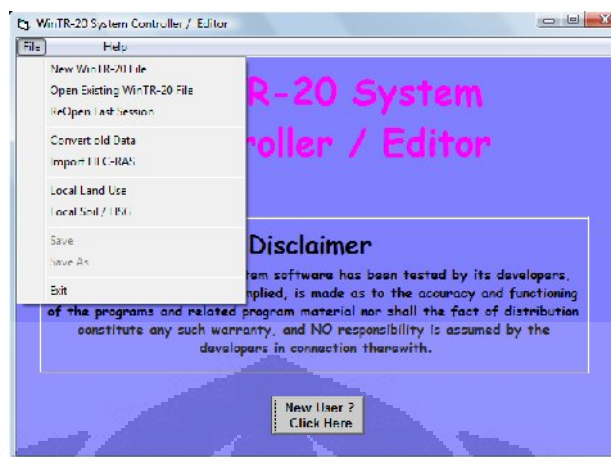 WinTR-20 System Controller / Editor
File Help
New WinTR-20 File
Open Existing WinTR-20 File
ReOpen Last Session
Convert old Data
Import HEC-RAS
Local Land Use
Local Soil / HSG
Save
Save As
Exit
R-20 System
roller / Editor
Disclaimer
tem software has been tested by its developers,
mplied, is made as to the accuracy and functioning
of the programs and related program material nor shall the fact of distribution
constitute any such warranty, and NO responsibility is assumed by the
developers in connection therewith.
New User ?
Click Here